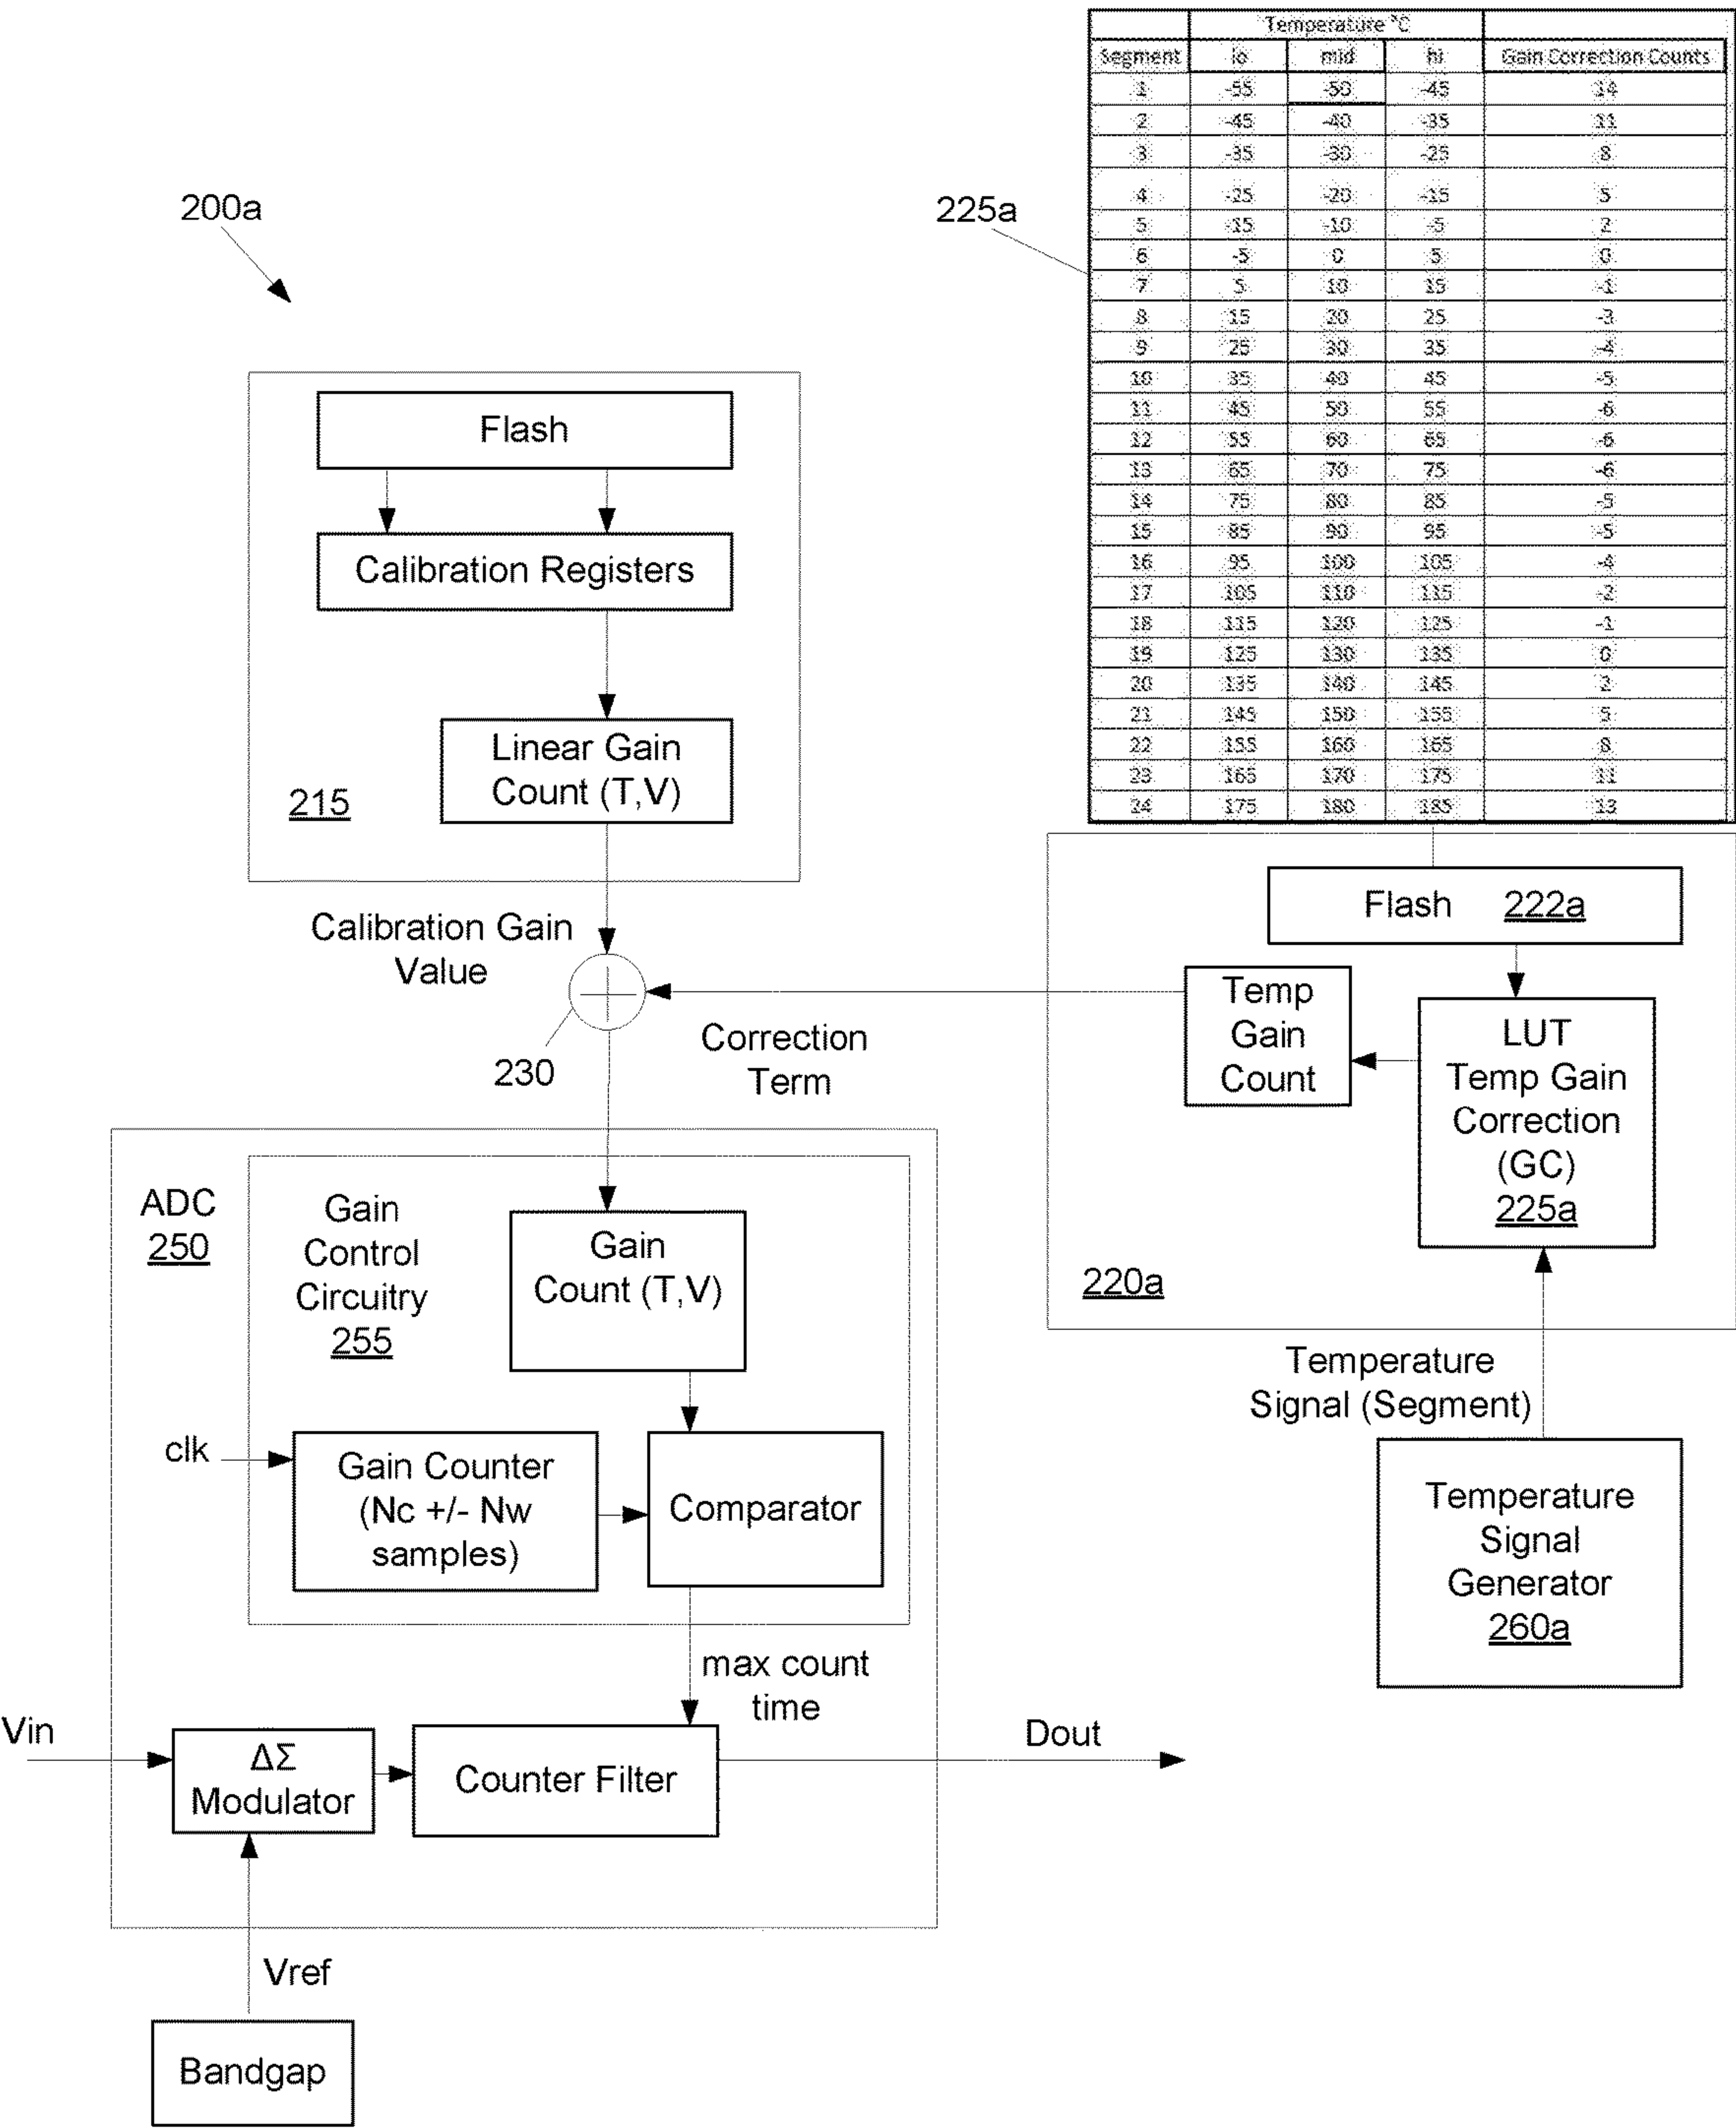 Temperature °C
Segment lo mid hi Gain Correction Counts
1 -55 -50 -45 14
2 -45 -40 -35 11
3 -35 -30 -25 8
4 -25 -20 -15 5
5 -15 -10 -5 2
6 -5 0 5 0
7 5 10 15 -1
8 15 20 25 -3
9 25 30 35 -4
10 35 40 45 -5
11 45 50 55 -6
12 55 60 65 -6
13 65 70 75 -6
14 75 80 85 -5
15 85 90 95 -5
16 95 100 105 -4
17 105 110 115 -2
18 115 120 125 -1
19 125 130 135 0
20 135 140 145 2
21 145 150 155 5
22 155 160 165 8
23 165 170 175 11
24 175 180 185 13
200a
225a
Flash
Calibration Registers
Linear Gain
Count (T,V)
215
Calibration Gain
Value
230
Correction
Term
Flash 222a
Temp
Gain
Count
LUT
Temp Gain
Correction
(GC)
225a
220a
Temperature
Signal (Segment)
Temperature
Signal
Generator
260a
ADC
250
Gain
Control
Circuitry
255
Gain
Count (T,V)
clk
Gain Counter
(Nc +/- Nw
samples)
Comparator
max count
time
Vin
ΔΣ
Modulator
Counter Filter
Dout
Vref
Bandgap